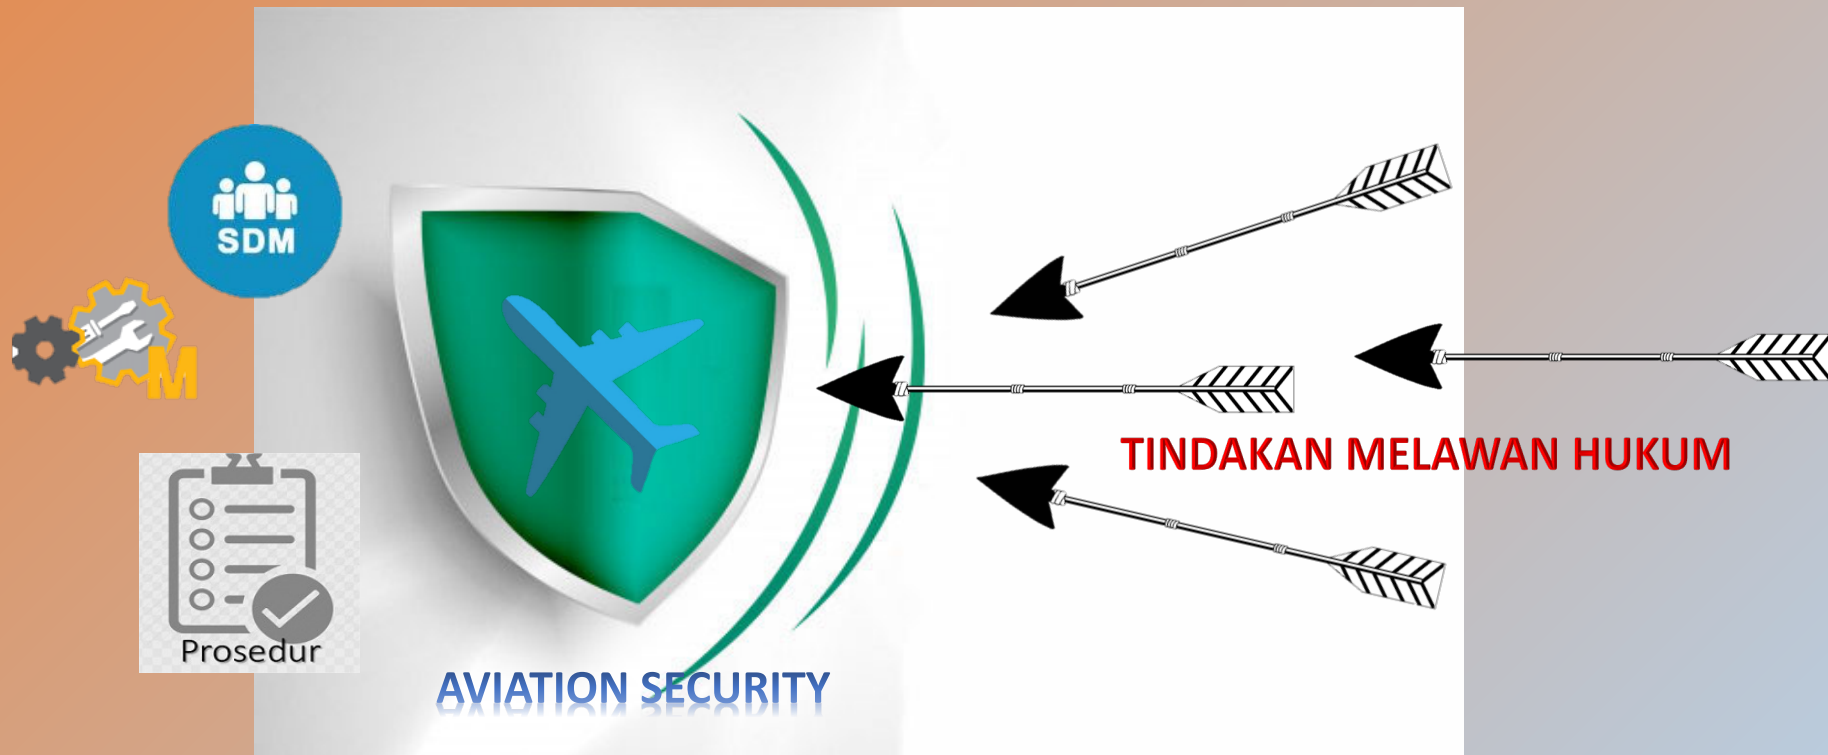 SDM
M
TINDAKAN MELAWAN HUKUM
Prosedur
AVIATION SECURITY